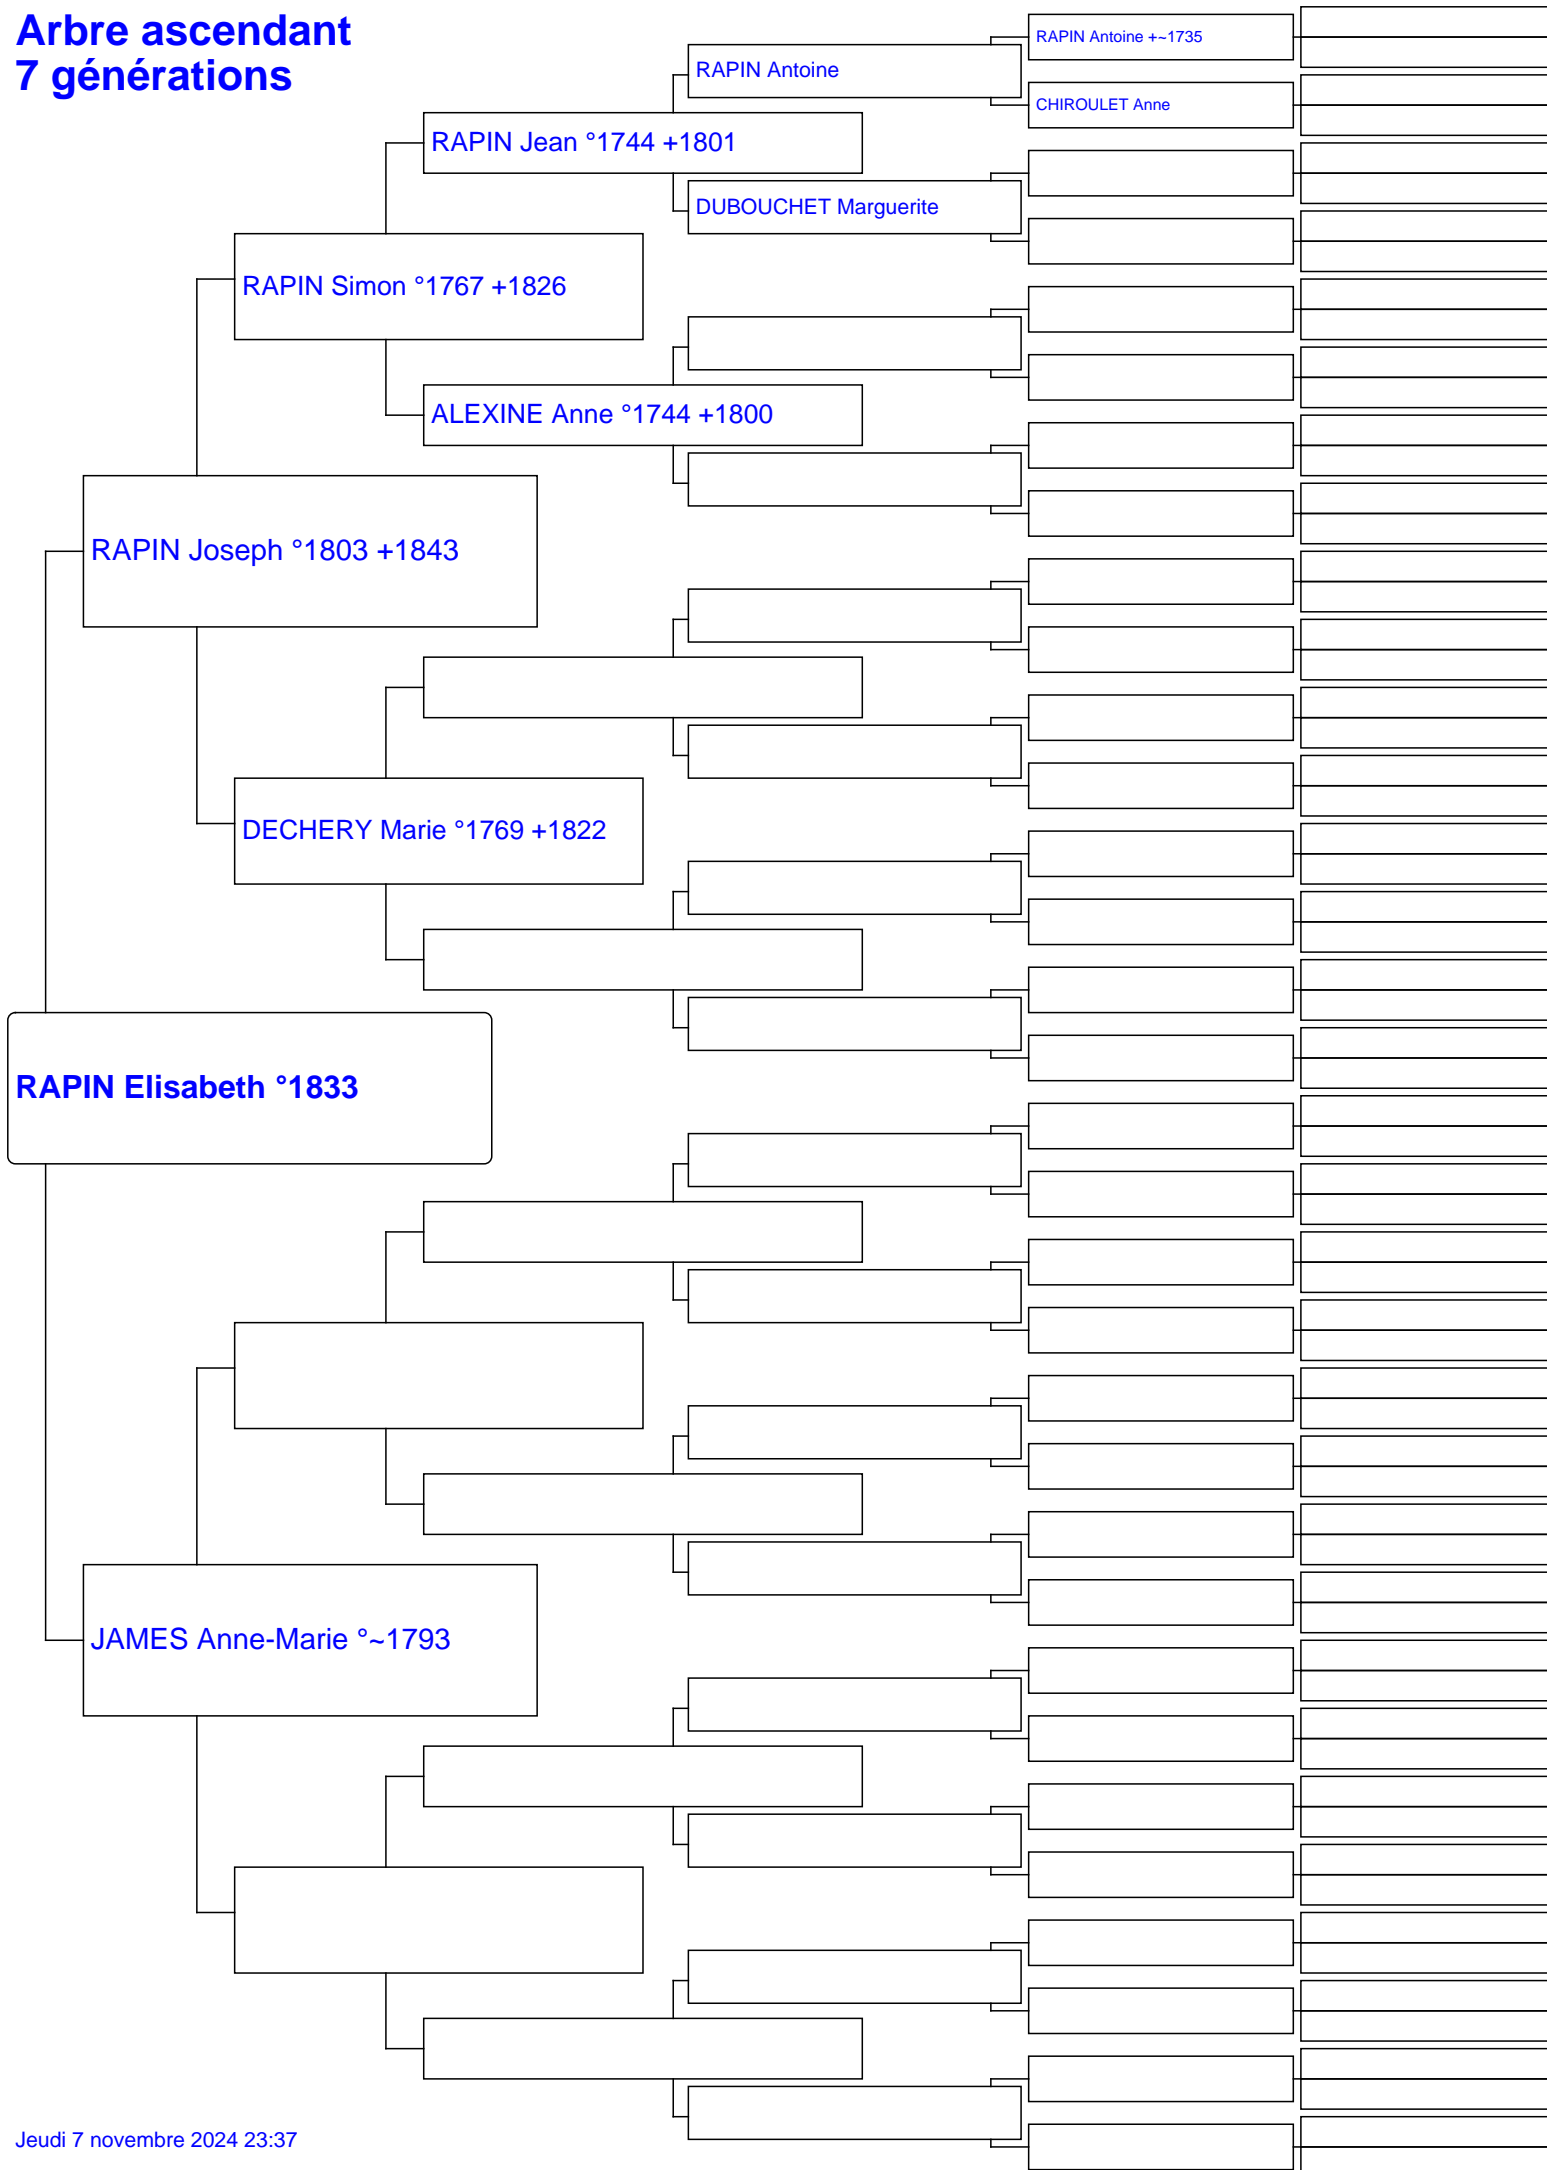 Arbre ascendant
7 générations
RAPIN Antoine +~1735
RAPIN Antoine
CHIROULET Anne
RAPIN Jean °1744 +1801
DUBOUCHET Marguerite
RAPIN Simon °1767 +1826
ALEXINE Anne °1744 +1800
RAPIN Joseph °1803 +1843
DECHERY Marie °1769 +1822
RAPIN Elisabeth °1833
JAMES Anne-Marie °~1793
Jeudi 7 novembre 2024 23:37